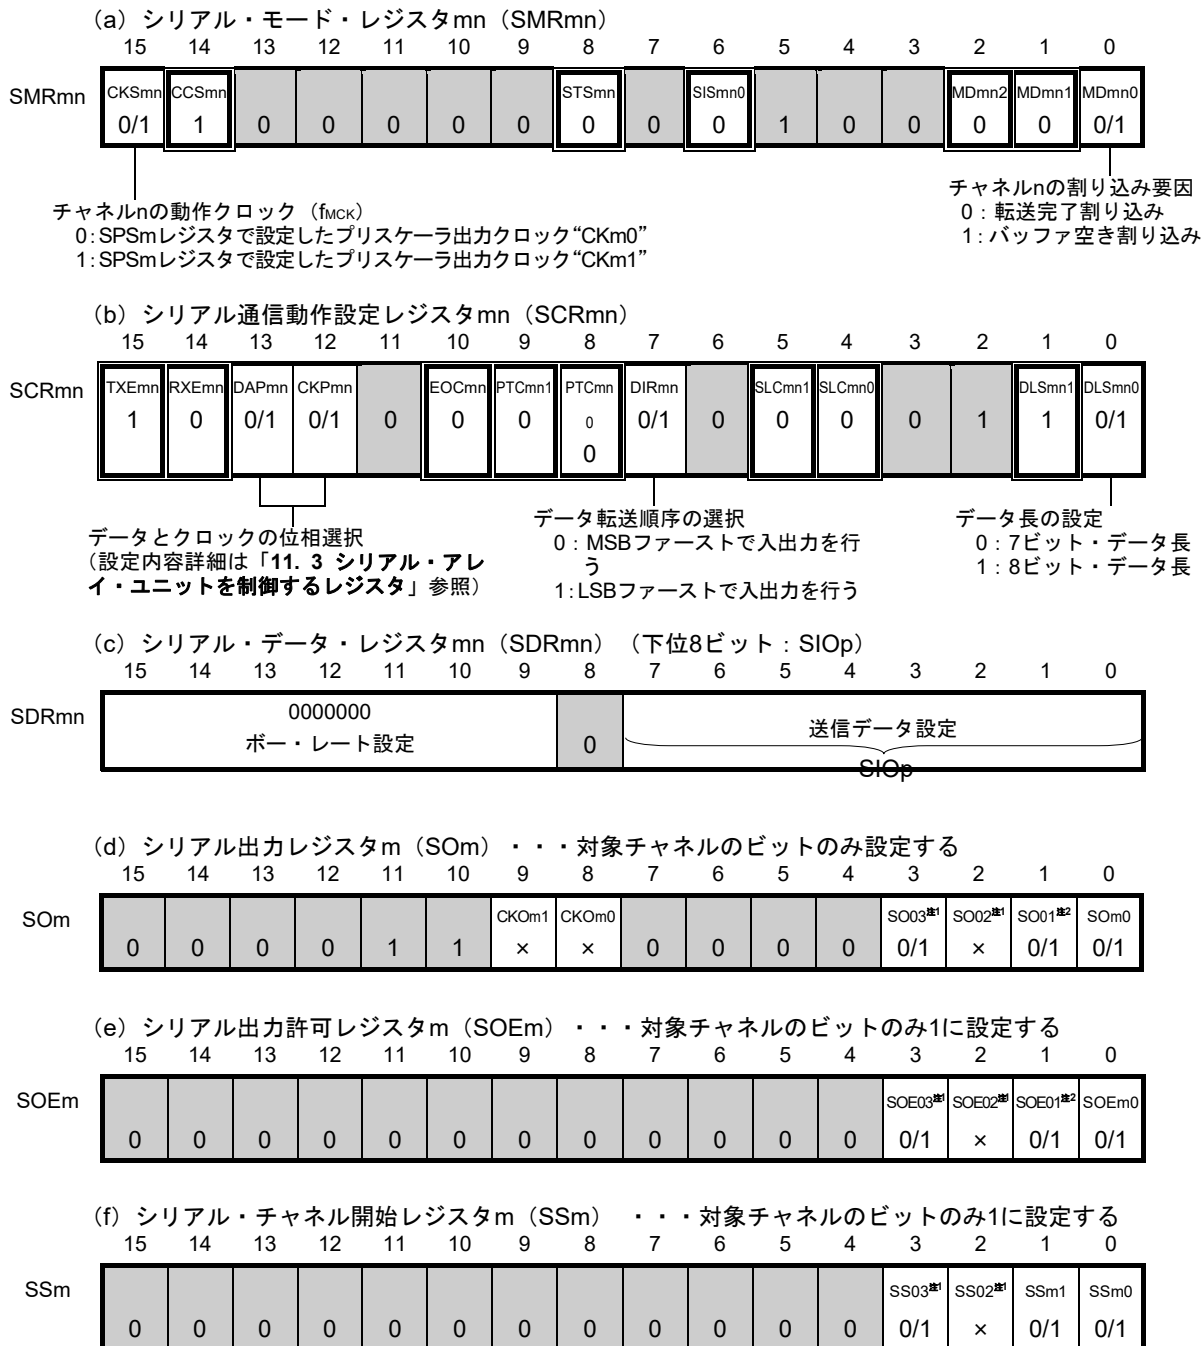 (a) シリアル・モード・レジスタmn（SMRmn）
15 14 13 12 11 10 9 8 7 6 5 4 3 2 1 0
SMRmn CKSmn CCSmn STSmn SISmn0 MDmn2 MDmn1 MDmn0
0/1 1 0 0 0 0 0 0 0 0 1 0 0 0 0 0/1
チャネルnの動作クロック（fMCK）
0：SPSmレジスタで設定したプリスケーラ出力クロック“CKm0”
1：SPSmレジスタで設定したプリスケーラ出力クロック“CKm1”
チャネルnの割り込み要因
0：転送完了割り込み
1：バッファ空き割り込み
(b) シリアル通信動作設定レジスタmn（SCRmn）
15 14 13 12 11 10 9 8 7 6 5 4 3 2 1 0
SCRmn TXEmn RXEmn DAPmn CKPmn EOCmn PTCmn1 PTCmn0 DIRmn SLCmn1 SLCmn0 DLSmn1 DLSmn0
1 0 0/1 0/1 0 0 0 0 0/1 0 0 0 0 1 1 0/1
データとクロックの位相選択
（設定内容詳細は「11. 3 シリアル・アレ
イ・ユニットを制御するレジスタ」参照）
データ転送順序の選択
0：MSBファーストで入出力を行
う
1：LSBファーストで入出力を行う
データ長の設定
0：7ビット・データ長
1：8ビット・データ長
(c) シリアル・データ・レジスタmn（SDRmn）（下位8ビット：SIOp）
15 14 13 12 11 10 9 8 7 6 5 4 3 2 1 0
SDRmn 0000000
ボー・レート設定 0 送信データ設定
SIOp
(d) シリアル出力レジスタm（SOm）・・・対象チャネルのビットのみ設定する
15 14 13 12 11 10 9 8 7 6 5 4 3 2 1 0
SOm CKOm1 CKOm0 SO03注1 SO02注1 SO01注2 SOm0
0 0 0 0 1 1 × × 0 0 0 0 0/1 × 0/1 0/1
(e) シリアル出力許可レジスタm（SOEm）・・・対象チャネルのビットのみ1に設定する
15 14 13 12 11 10 9 8 7 6 5 4 3 2 1 0
SOEm SOE03注1 SOE02注1 SOE01注2 SOEm0
0 0 0 0 0 0 0 0 0 0 0 0 0/1 × 0/1 0/1
(f) シリアル・チャネル開始レジスタm（SSm）・・・対象チャネルのビットのみ1に設定する
15 14 13 12 11 10 9 8 7 6 5 4 3 2 1 0
SSm SS03注1 SS02注1 SSm1 SSm0
0 0 0 0 0 0 0 0 0 0 0 0 0/1 × 0/1 0/1